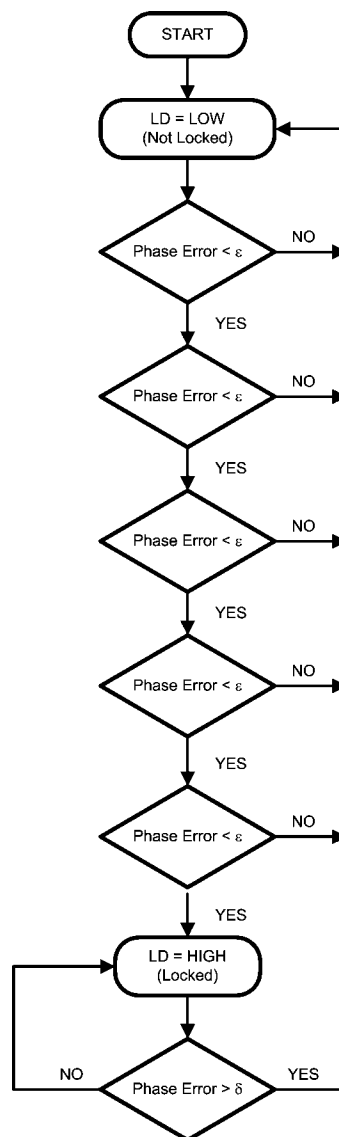 START
LD = LOW
(Not Locked)
Phase Error < ε
NO
YES
Phase Error < ε
NO
YES
Phase Error < ε
NO
YES
Phase Error < ε
NO
YES
Phase Error < ε
NO
YES
LD = HIGH
(Locked)
NO
Phase Error > δ
YES